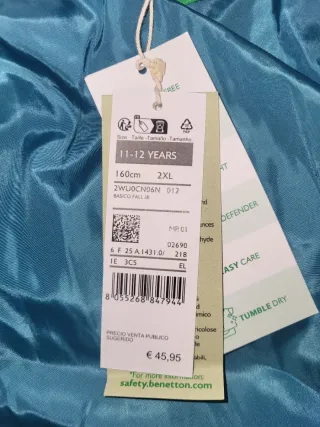 Size Taille Tamaño Tamanho
11-12 YEARS
160cm 2XL
2WU0CN06N 012
BASICO FALL IE
MP.01
02690
6 F 25 A.1431.0/ 218
1E 3C5 EL
8 055268 847944
PRECIO VENTA PUBLICO
SUGERIDO
€ 45,95
DEFENDER
EASY CARE
TUMBLE DRY
"For more information:
safety.benetton.com